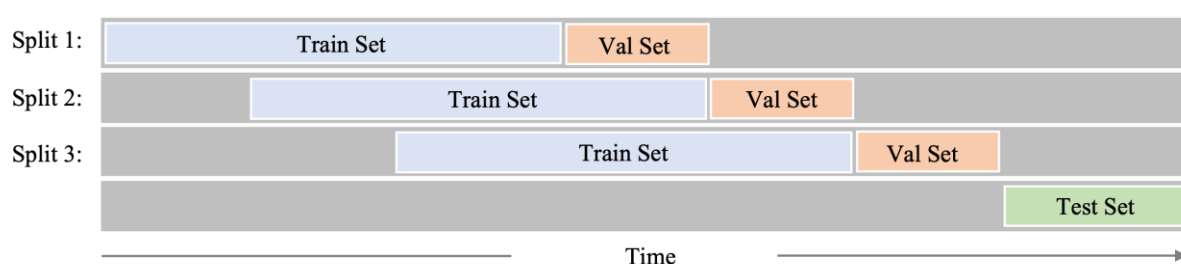 Split 1: Train Set Val Set
Split 2: Train Set Val Set
Split 3: Train Set Val Set
Test Set
Time